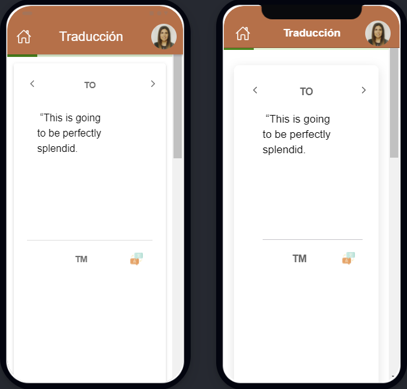 Traducción
TO
“This is going
to be perfectly
splendid.
TM
Traducción
TO
“This is going
to be perfectly
splendid.
TM